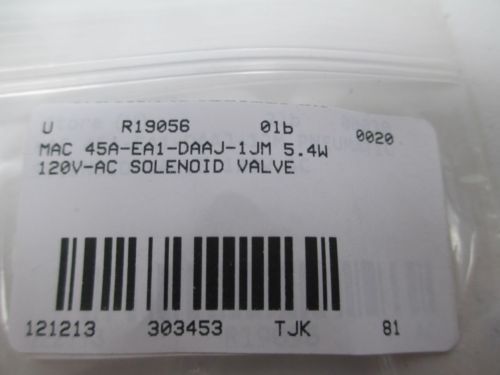 U R19056 01b 0020
MAC 45A-EA1-DAAJ-1JM 5.4W
120V-AC SOLENOID VALVE
121213 303453 TJK 81